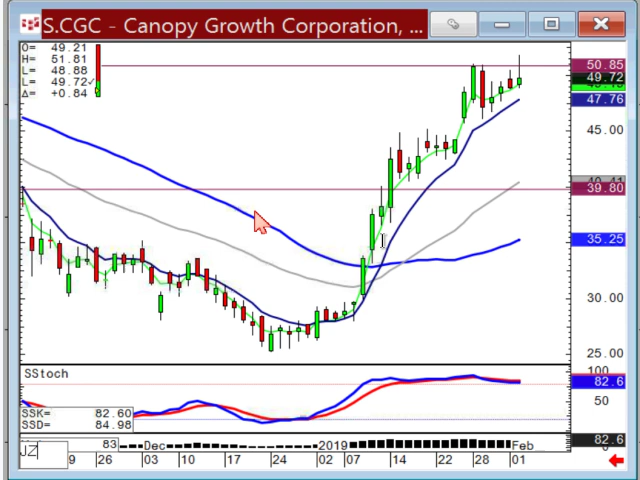 S.CGC - Canopy Growth Corporation, ...
O= 49.21
H= 51.81
L= 48.88
L= 49.72✓
Δ= +0.84
50.85
49.72
47.76
45.00
39.80
35.25
30.00
25.00
SStoch
100
82.6
50
SSK= 82.60
SSD= 84.98
83
Dec
2019
Feb
82.6
0
JZ
9 26 03 10 17 24 02 07 14 22 28 01